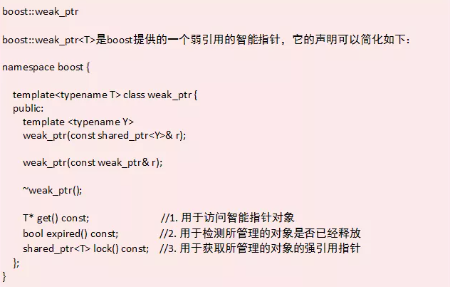 boost::weak_ptr
boost::weak_ptr<T>是boost提供的一个弱引用的智能指针，它的声明可以简化如下：
namespace boost {
template<typename T> class weak_ptr {
public:
template <typename Y>
weak_ptr(const shared_ptr<Y>& r);
weak_ptr(const weak_ptr& r);
~weak_ptr();
T* get() const; //1. 用于访问智能指针对象
bool expired() const; //2. 用于检测所管理的对象是否已经释放
shared_ptr<T> lock() const; //3. 用于获取所管理的对象的强引用指针
};
}